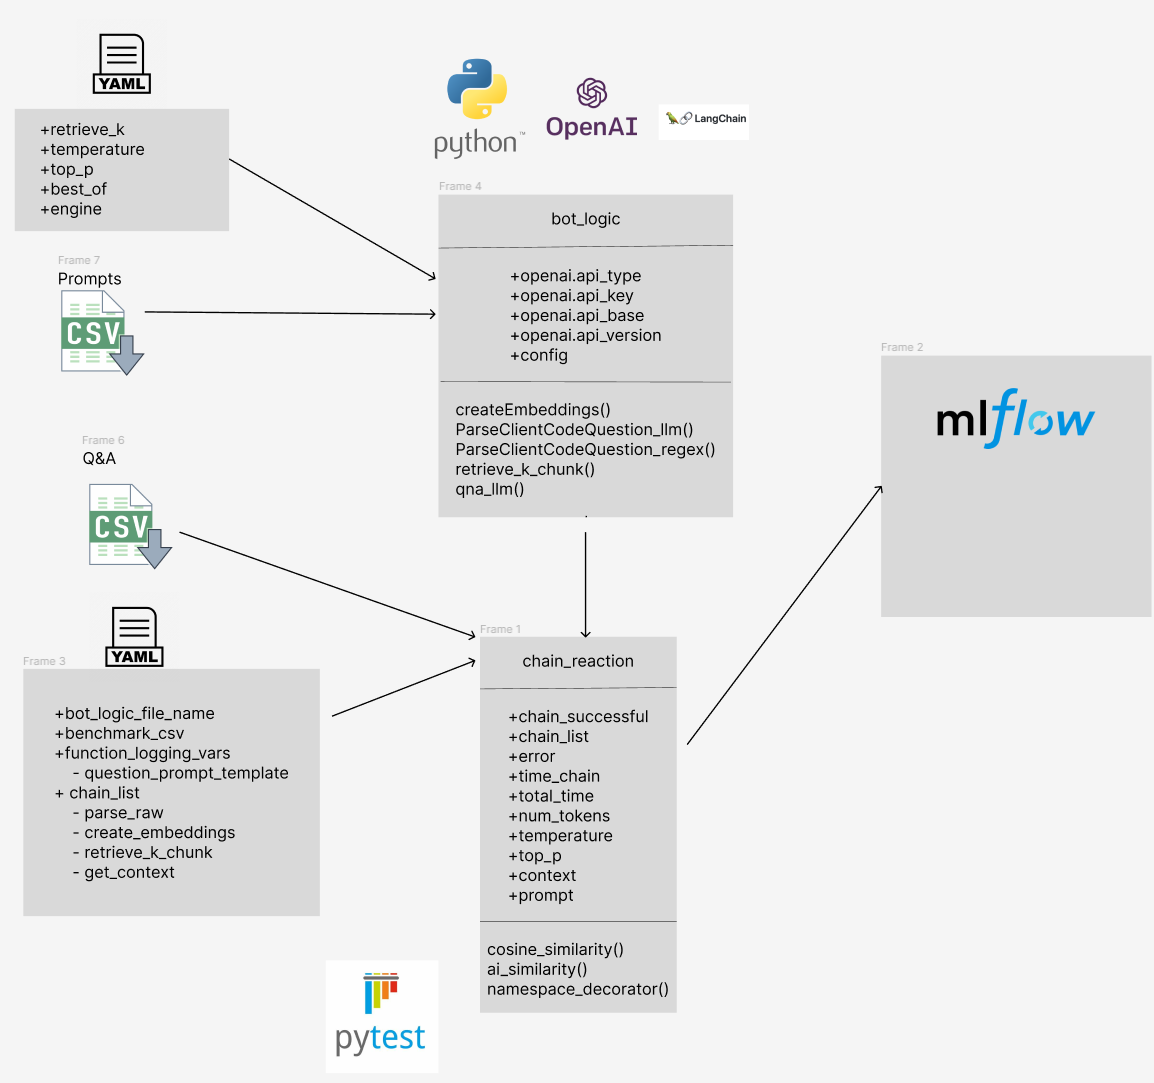 YAML
+retrieve_k
+temperature
+top_p
+best_of
+engine
python™
OpenAI
LangChain
Frame 4
bot_logic
+openai.api_type
+openai.api_key
+openai.api_base
+openai.api_version
+config
createEmbeddings()
ParseClientCodeQuestion_llm()
ParseClientCodeQuestion_regex()
retrieve_k_chunk()
qna_llm()
Frame 7
Prompts
CSV
Frame 6
Q&A
CSV
YAML
Frame 3
+bot_logic_file_name
+benchmark_csv
+function_logging_vars
- question_prompt_template
+ chain_list
- parse_raw
- create_embeddings
- retrieve_k_chunk
- get_context
Frame 1
chain_reaction
+chain_successful
+chain_list
+error
+time_chain
+total_time
+num_tokens
+temperature
+top_p
+context
+prompt
cosine_similarity()
ai_similarity()
namespace_decorator()
pytest
Frame 2
mlflow